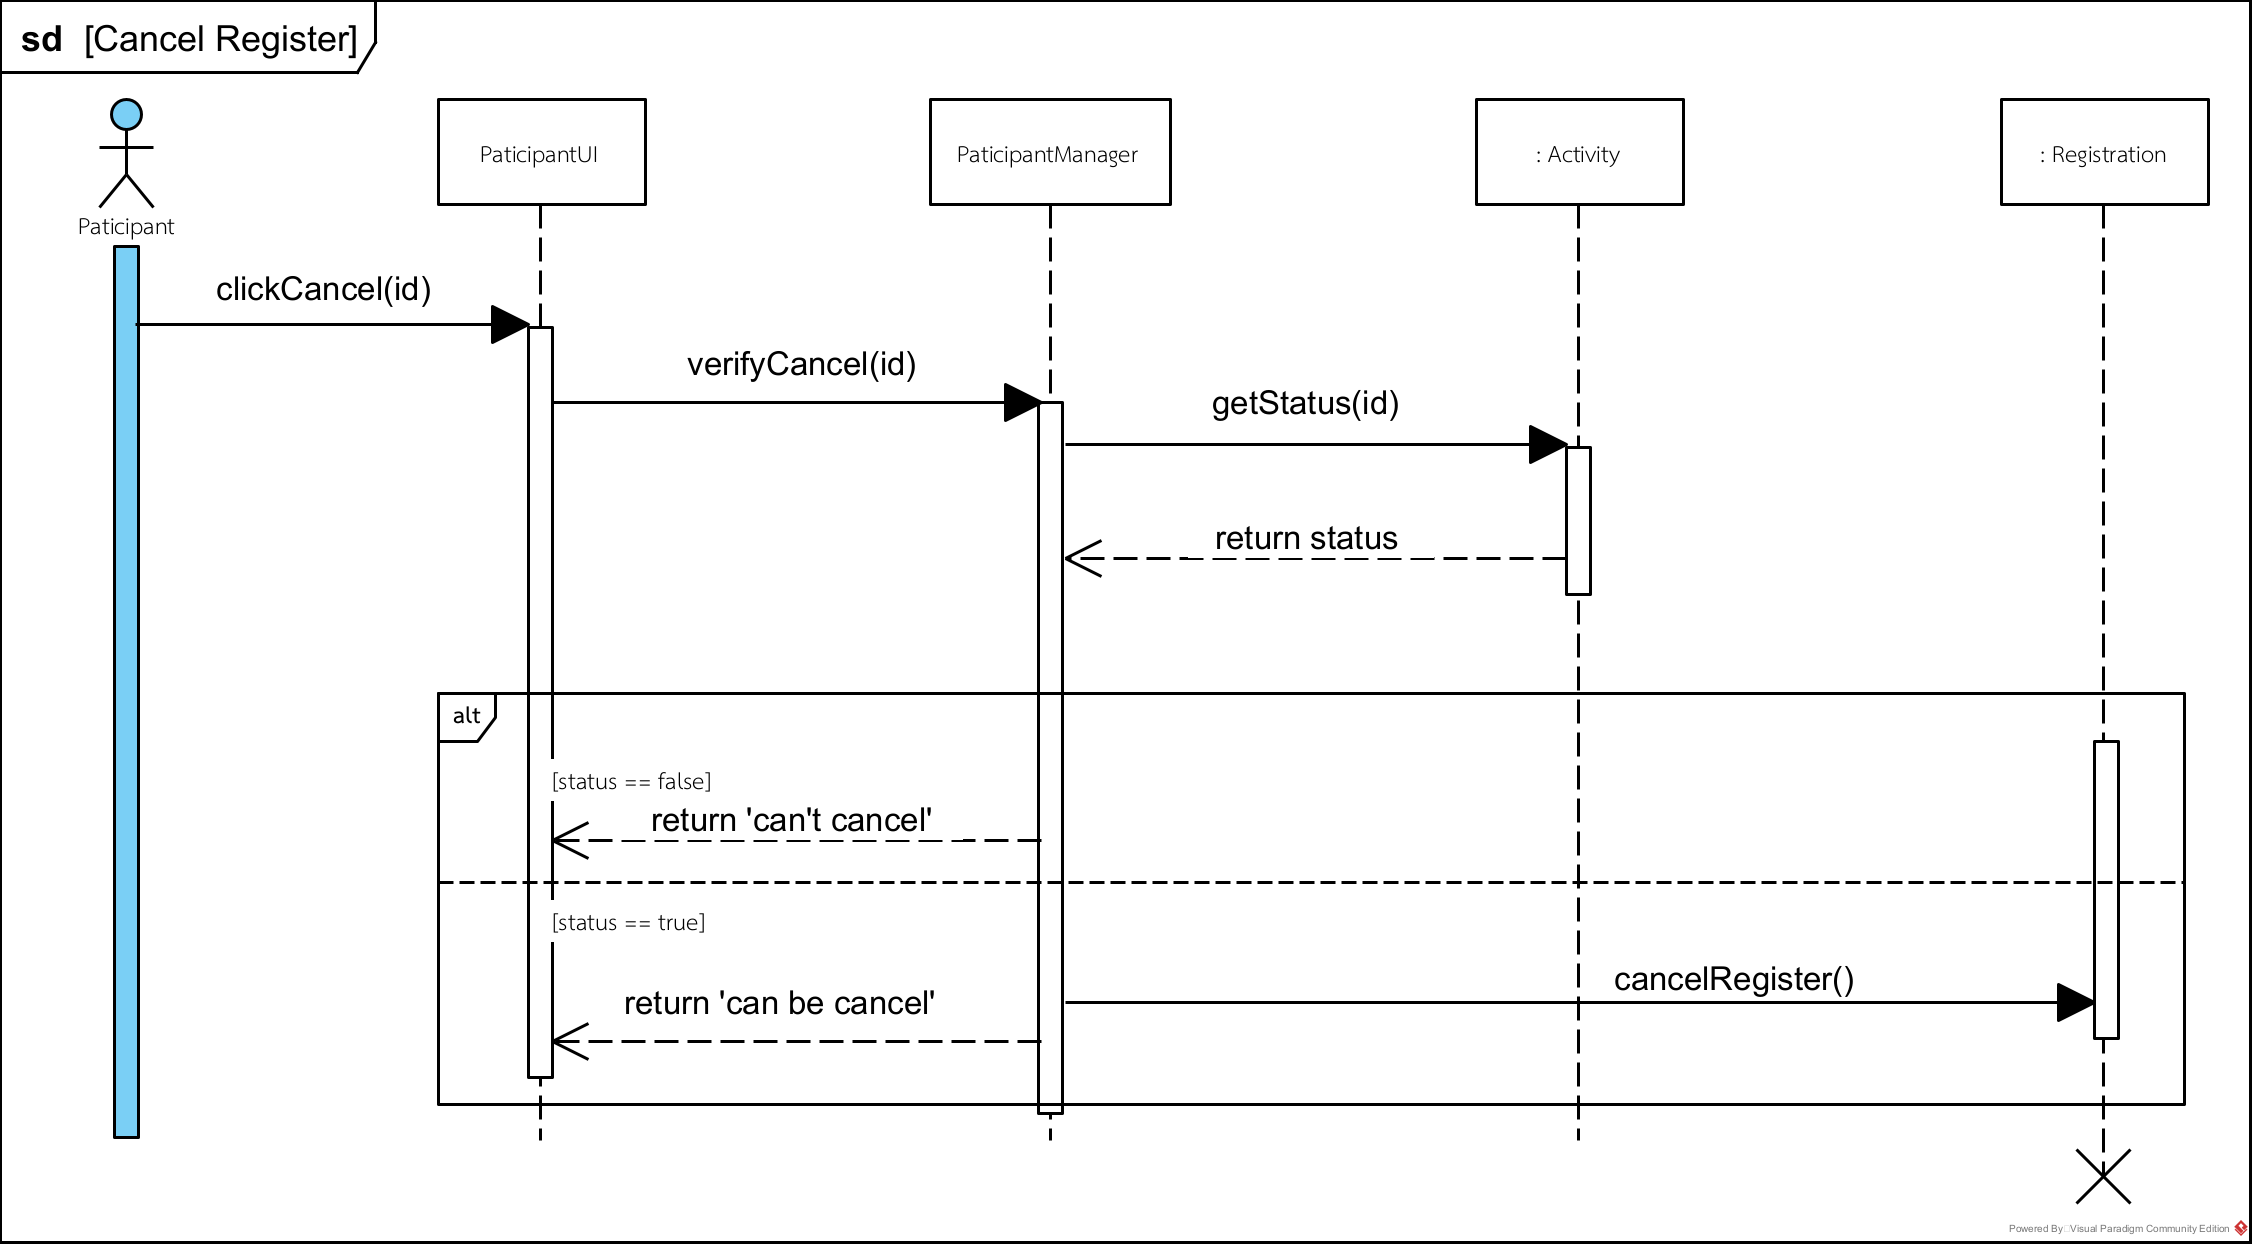 sd [Cancel Register]
Paticipant
PaticipantUI
PaticipantManager
: Activity
: Registration
clickCancel(id)
verifyCancel(id)
getStatus(id)
return status
alt
[status == false]
return 'can't cancel'
[status == true]
cancelRegister()
return 'can be cancel'
Powered By Visual Paradigm Community Edition